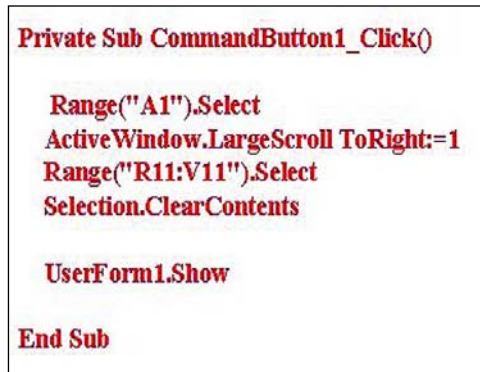 Private Sub CommandButton1_Click()
Range("A1").Select
ActiveWindow.LargeScroll ToRight:=1
Range("R11:V11").Select
Selection.ClearContents
UserForm1.Show
End Sub